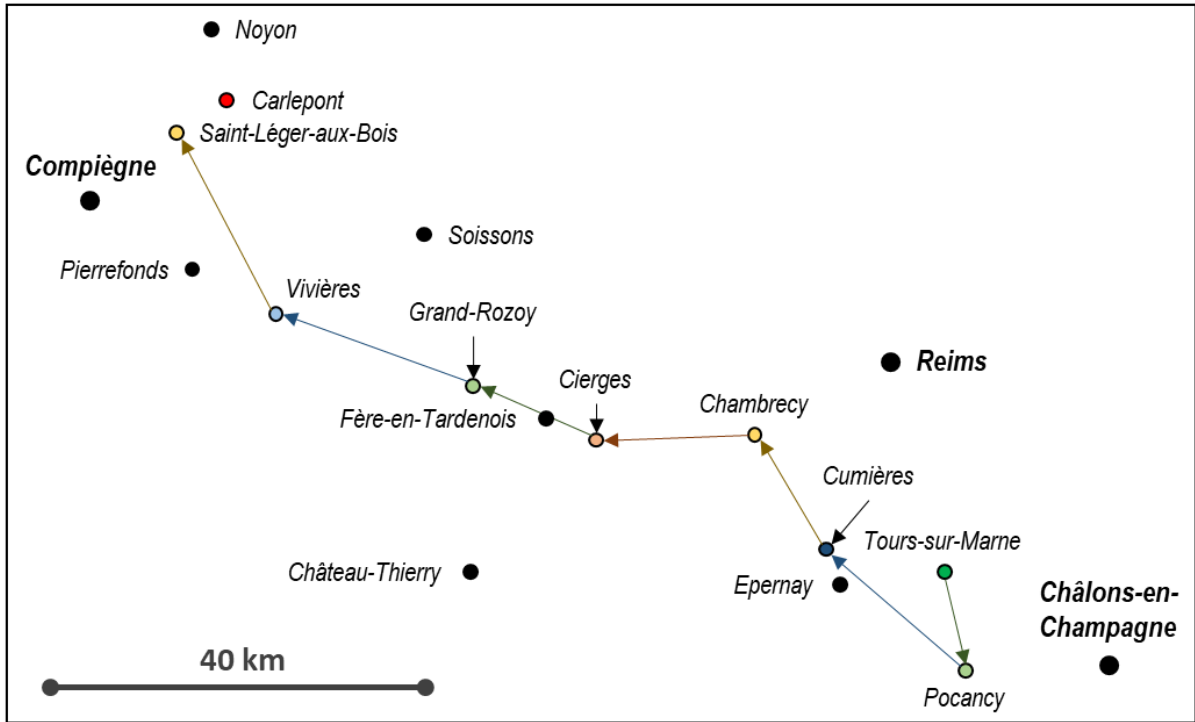 Noyon
Carlepont
Saint-Léger-aux-Bois
Compiègne
Soissons
Pierrefonds
Vivières
Grand-Rozoy
Cierges
Reims
Chambrecy
Fère-en-Tardenois
Cumières
Tours-sur-Marne
Château-Thierry
Epernay
Châlons-en-
Champagne
40 km
Pocancy